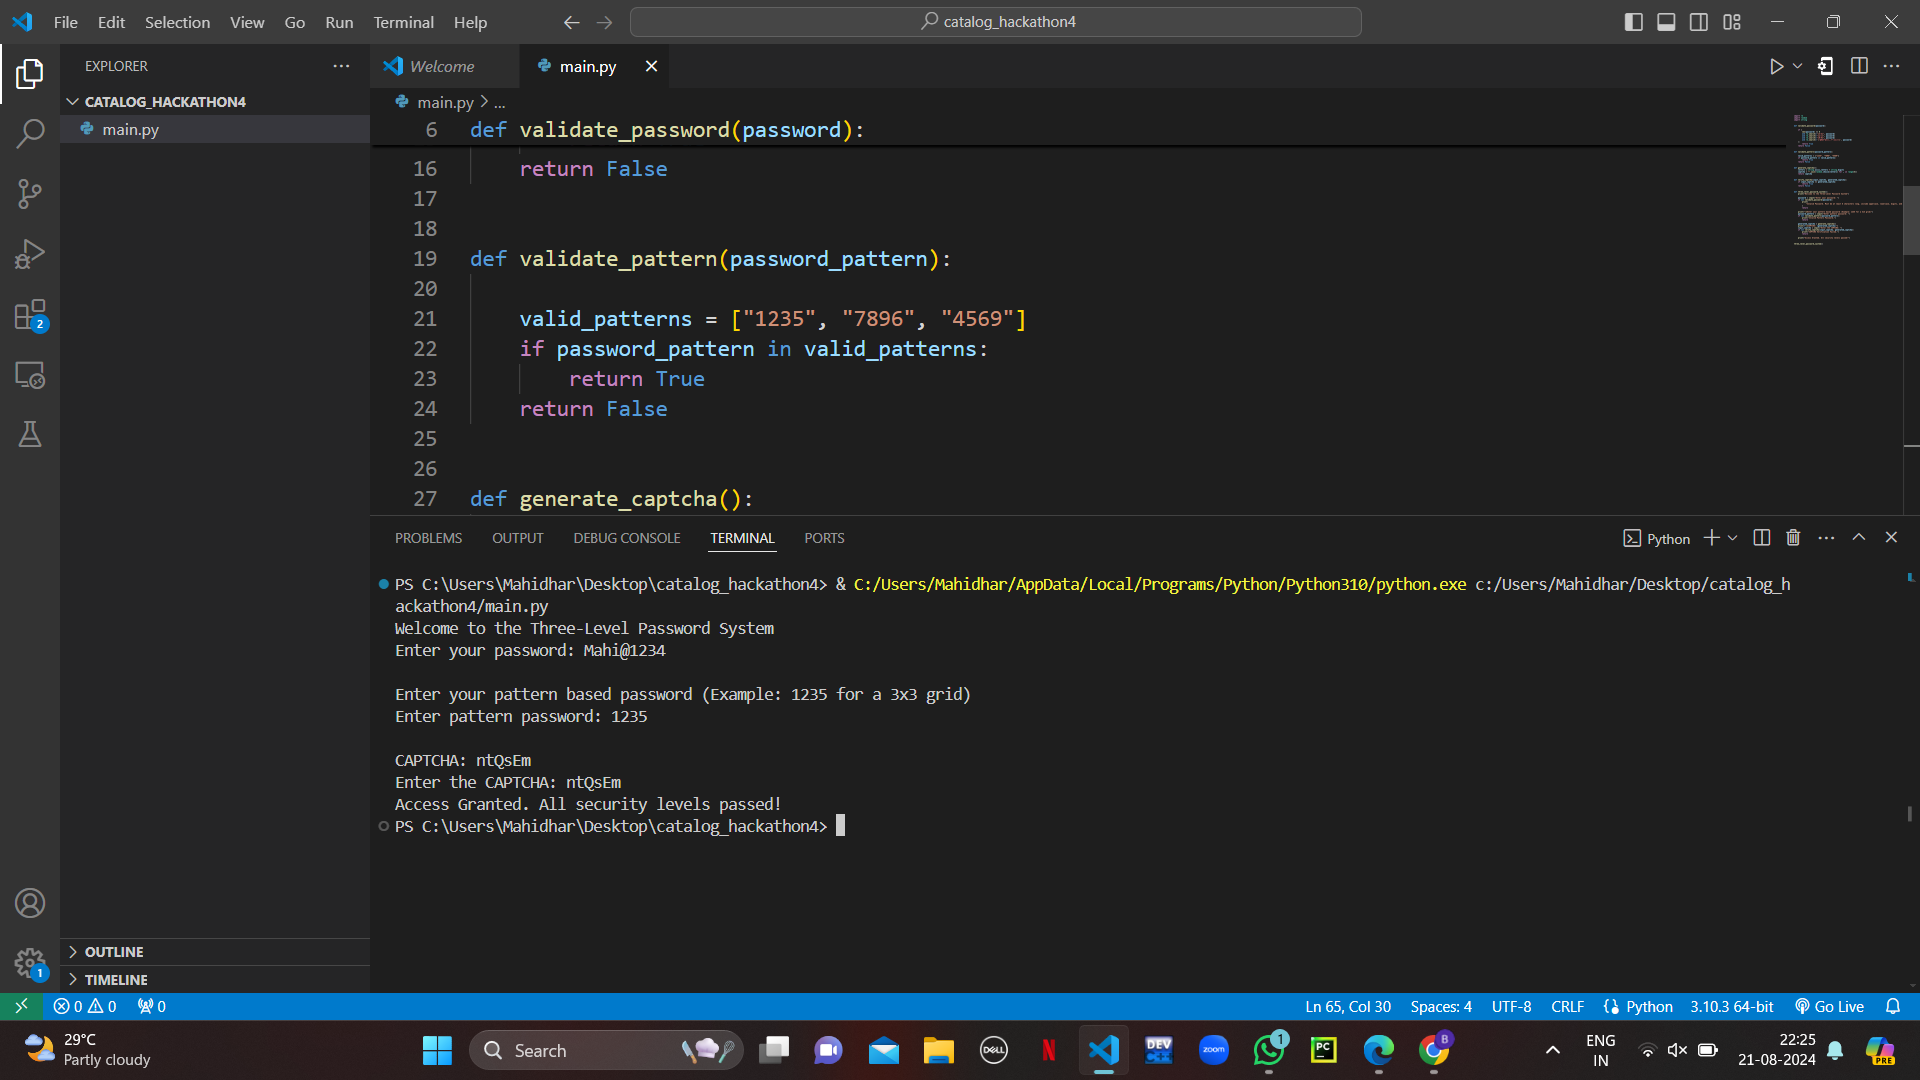 File Edit Selection View Go Run Terminal Help
catalog_hackathon4
EXPLORER
CATALOG_HACKATHON4
main.py
OUTLINE
TIMELINE
Welcome
main.py
main.py > ...
6 def validate_password(password):
16 return False
17
18
19 def validate_pattern(password_pattern):
20
21 valid_patterns = ["1235", "7896", "4569"]
22 if password_pattern in valid_patterns:
23 return True
24 return False
25
26
27 def generate_captcha():
PROBLEMS OUTPUT DEBUG CONSOLE TERMINAL PORTS
Python
PS C:\Users\Mahidhar\Desktop\catalog_hackathon4> & C:/Users/Mahidhar/AppData/Local/Programs/Python/Python310/python.exe c:/Users/Mahidhar/Desktop/catalog_h
ackathon4/main.py
Welcome to the Three-Level Password System
Enter your password: Mahi@1234
Enter your pattern based password (Example: 1235 for a 3x3 grid)
Enter pattern password: 1235
CAPTCHA: ntQsEm
Enter the CAPTCHA: ntQsEm
Access Granted. All security levels passed!
PS C:\Users\Mahidhar\Desktop\catalog_hackathon4>
2
1
0 0 0
Ln 65, Col 30 Spaces: 4 UTF-8 CRLF Python 3.10.3 64-bit Go Live
29°C
Partly cloudy
Search
DELL
N
DEV
C++
zoom
1
PC
B
ENG
IN
22:25
21-08-2024
PRE